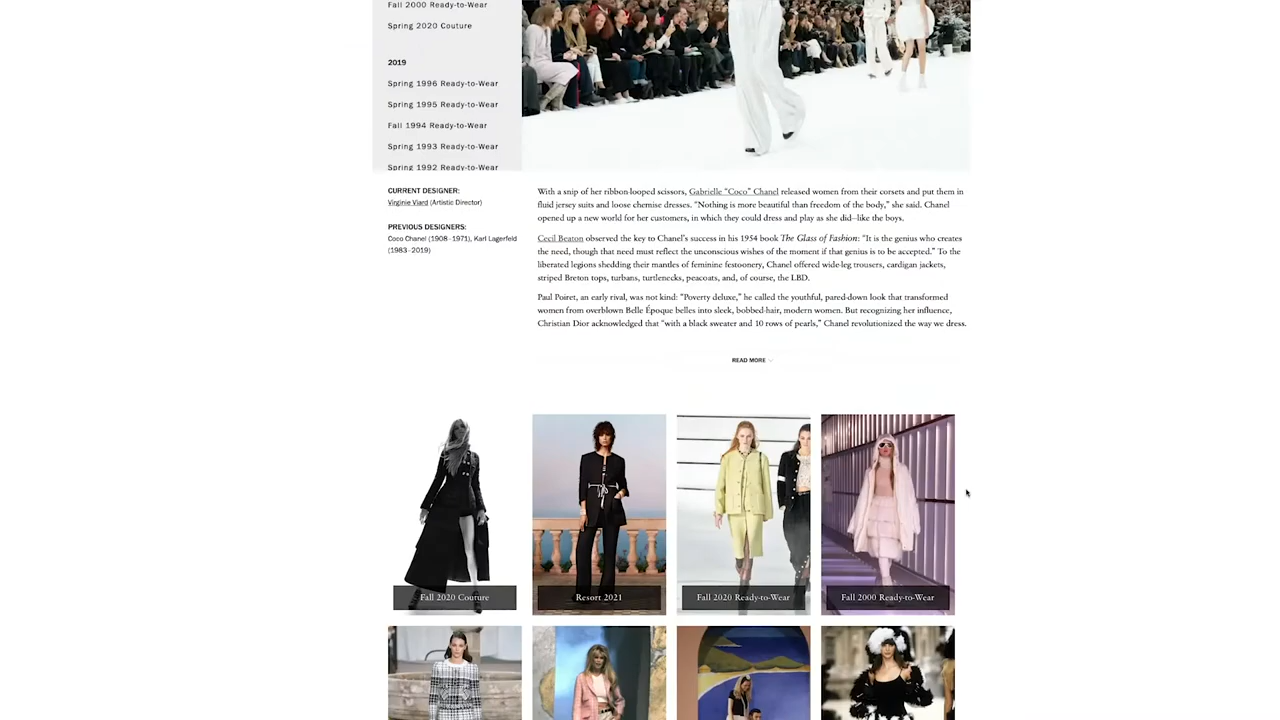 Fall 2000 Ready-to-Wear
Spring 2020 Couture
2019
Spring 1996 Ready-to-Wear
Spring 1995 Ready-to-Wear
Fall 1994 Ready-to-Wear
Spring 1993 Ready-to-Wear
Spring 1992 Ready-to-Wear
CURRENT DESIGNER:
Virginie Viard (Artistic Director)
PREVIOUS DESIGNERS:
Coco Chanel (1908–1971), Karl Lagerfeld
(1983–2019)
With a snip of her ribbon-looped scissors, Gabrielle “Coco” Chanel released women from their corsets and put them in
fluid jersey suits and loose chemise dresses. “Nothing is more beautiful than freedom of the body,” she said. Chanel
opened up a new world for her customers, in which they could dress and play as she did—like the boys.
Cecil Beaton observed the key to Chanel’s success in his 1954 book The Glass of Fashion: “It is the genius who creates
the need, though that need must reflect the unconscious wishes of the moment if that genius is to be accepted.” To the
liberated legions shedding their mantles of feminine festoonery, Chanel offered wide-leg trousers, cardigan jackets,
striped Breton tops, turbans, turtlenecks, peacoats, and, of course, the LBD.
Paul Poiret, an early rival, was not kind: “Poverty deluxe,” he called the youthful, pared-down look that transformed
women from overblown Belle Époque belles into sleek, bobbed-hair, modern women. But recognizing her influence,
Christian Dior acknowledged that “with a black sweater and 10 rows of pearls,” Chanel revolutionized the way we dress.
READ MORE
Fall 2020 Couture
Resort 2021
Fall 2020 Ready-to-Wear
Fall 2000 Ready-to-Wear